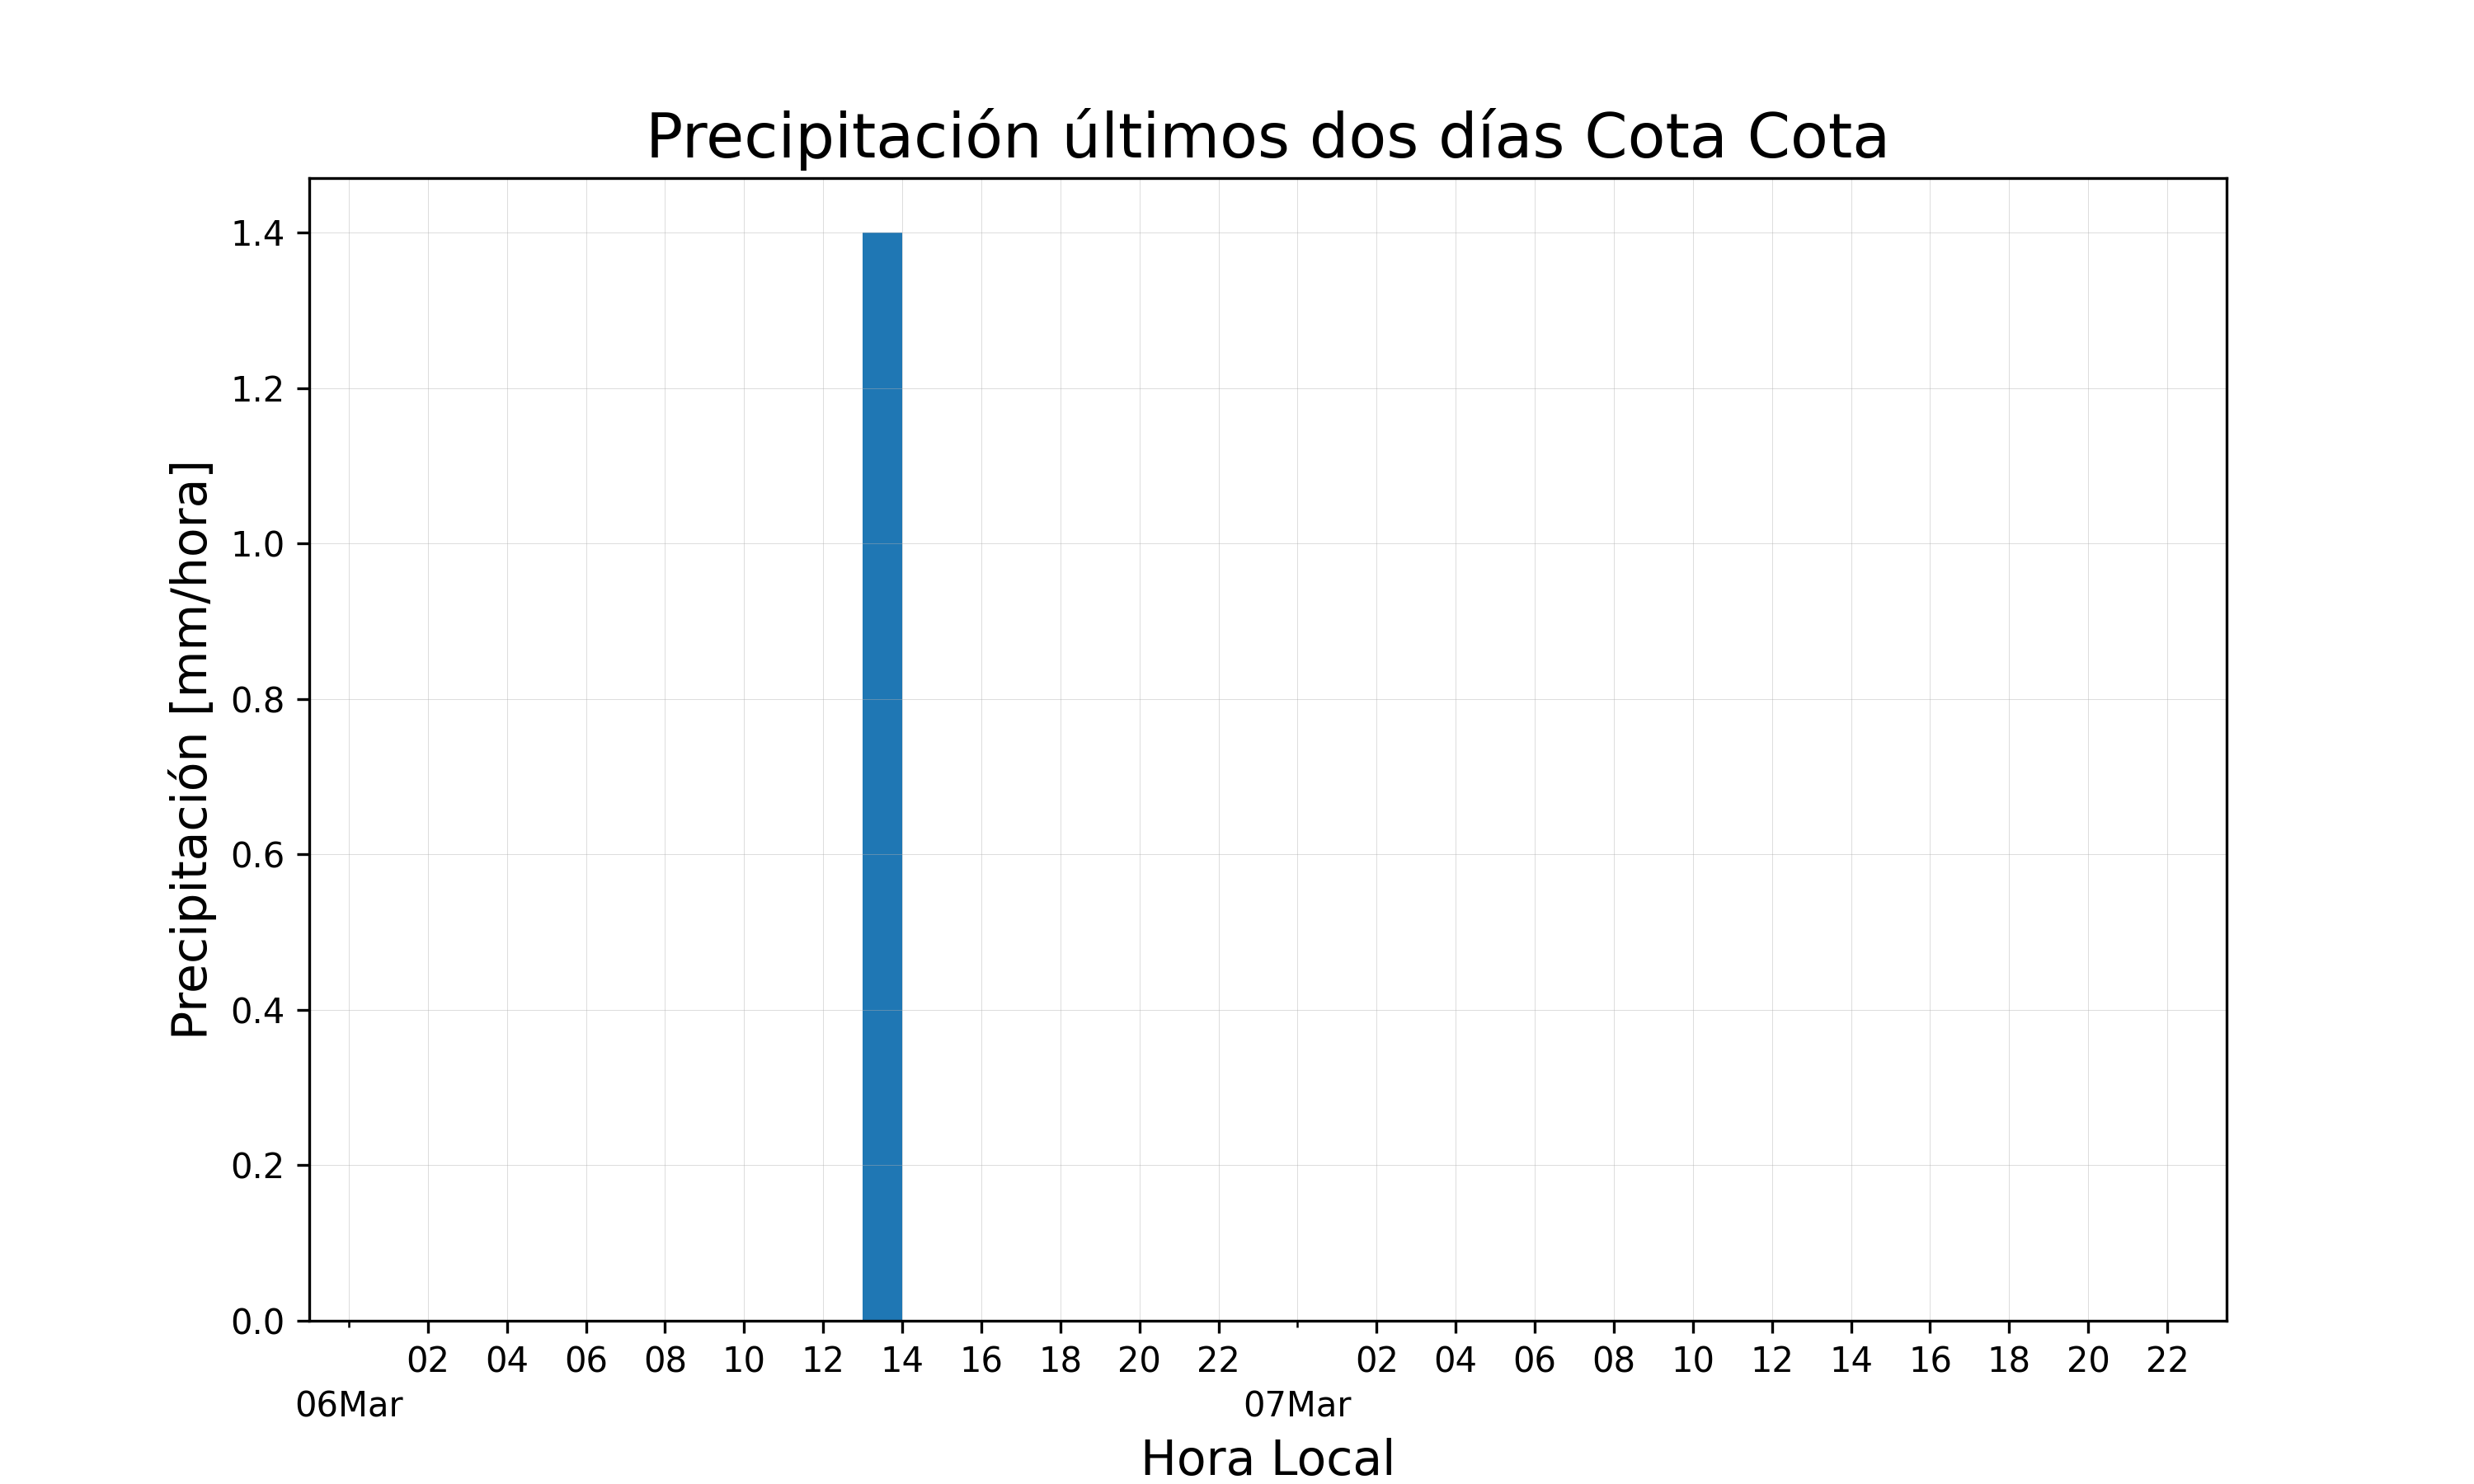 Precipitación últimos dos días Cota Cota
Precipitación [mm/hora]
1.4
1.2
1.0
0.8
0.6
0.4
0.2
0.0
02 04 06 08 10 12 14 16 18 20 22 02 04 06 08 10 12 14 16 18 20 22
06Mar 07Mar
Hora Local